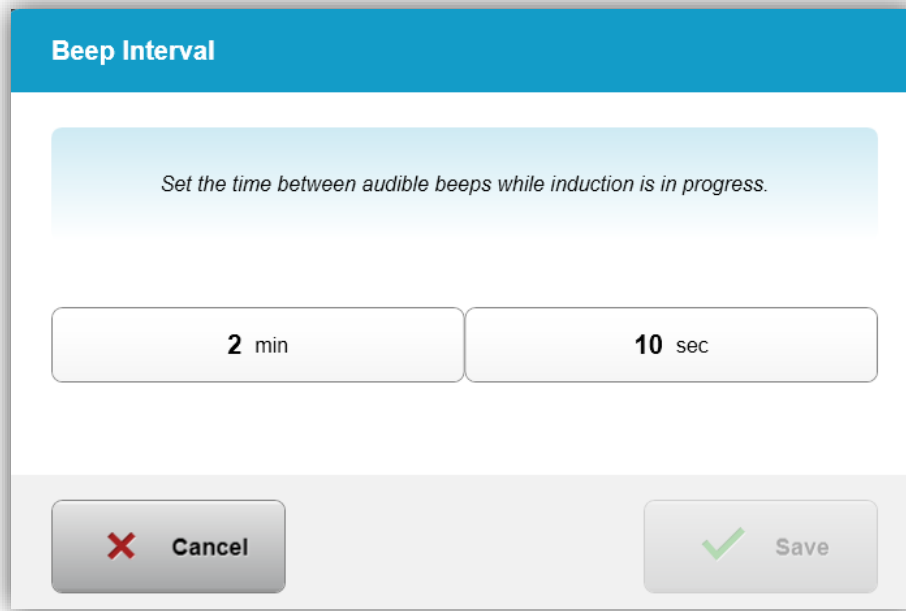 Beep Interval
Set the time between audible beeps while induction is in progress.
2 min 10 sec
Cancel Save